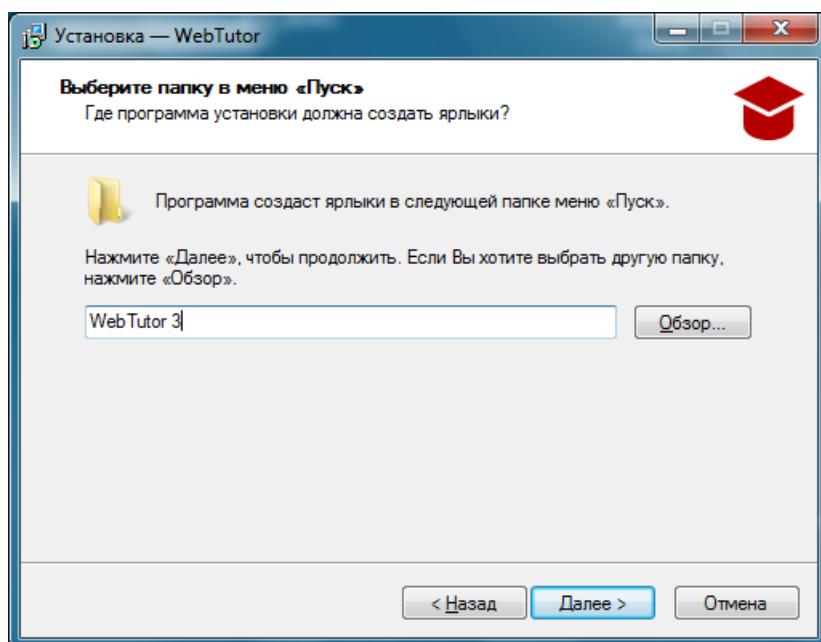 Установка — WebTutor
Выберите папку в меню «Пуск»
Где программа установки должна создать ярлыки?
Программа создаст ярлыки в следующей папке меню «Пуск».
Нажмите «Далее», чтобы продолжить. Если Вы хотите выбрать другую папку,
нажмите «Обзор».
WebTutor 3
Обзор...
< Назад
Далее >
Отмена